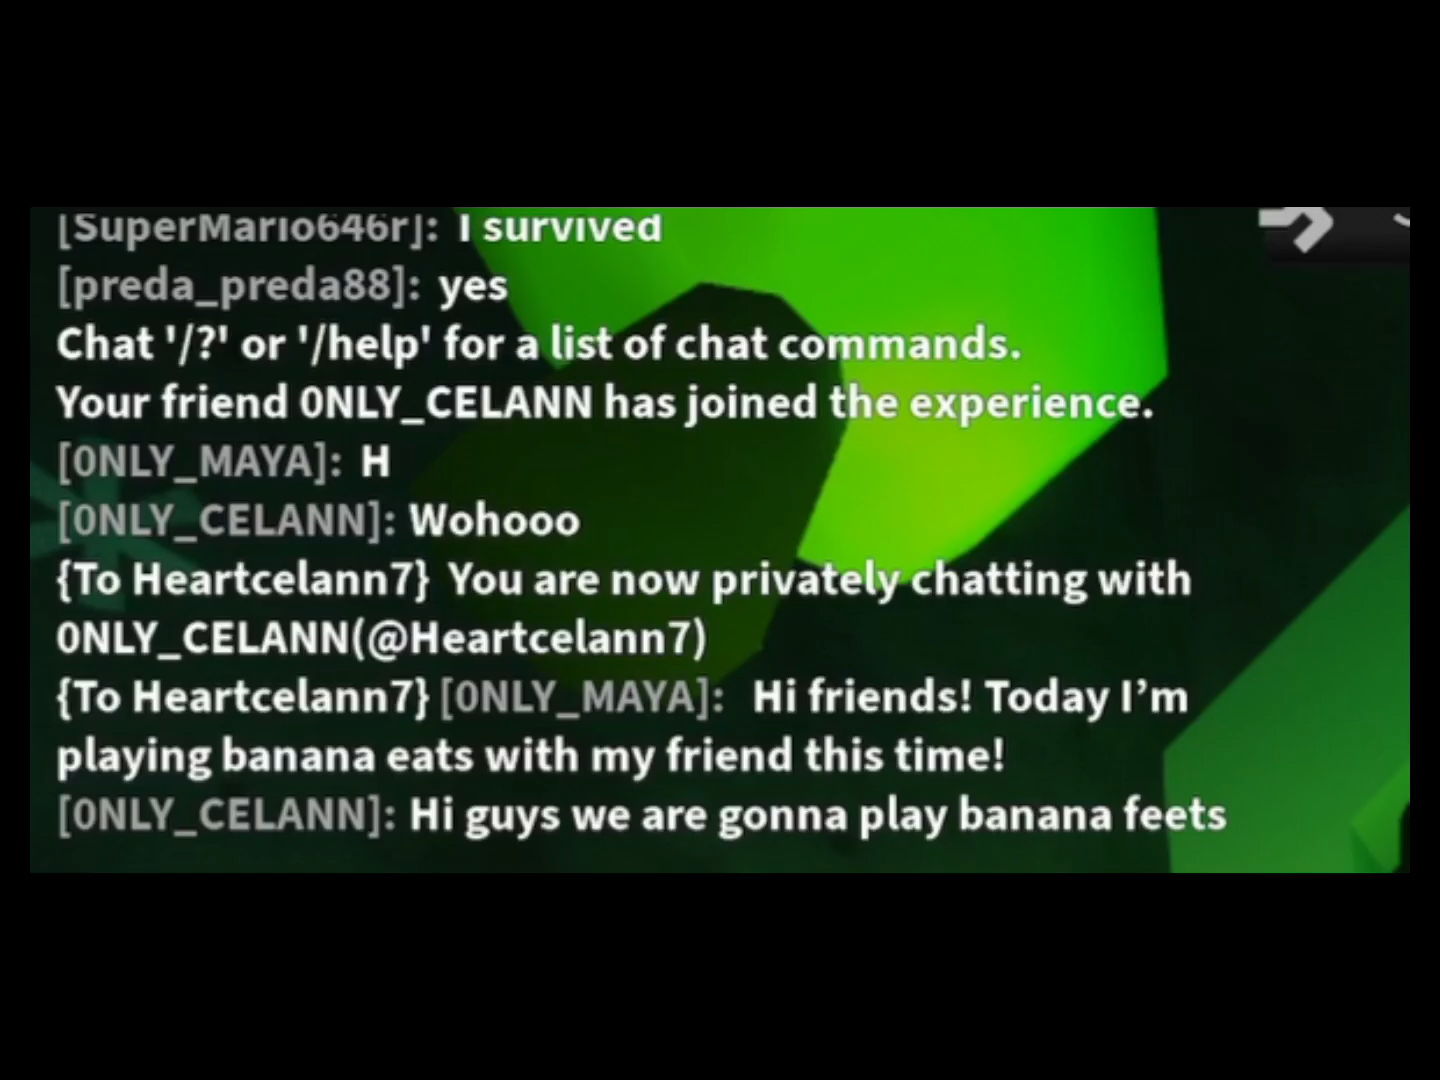 [SuperMario646r]: I survived
[preda_preda88]: yes
Chat '/?' or '/help' for a list of chat commands.
Your friend 0NLY_CELANN has joined the experience.
[0NLY_MAYA]: H
[0NLY_CELANN]: Wohooo
{To Heartcelann7} You are now privately chatting with
0NLY_CELANN(@Heartcelann7)
{To Heartcelann7} [0NLY_MAYA]: Hi friends! Today I’m
playing banana eats with my friend this time!
[0NLY_CELANN]: Hi guys we are gonna play banana feets